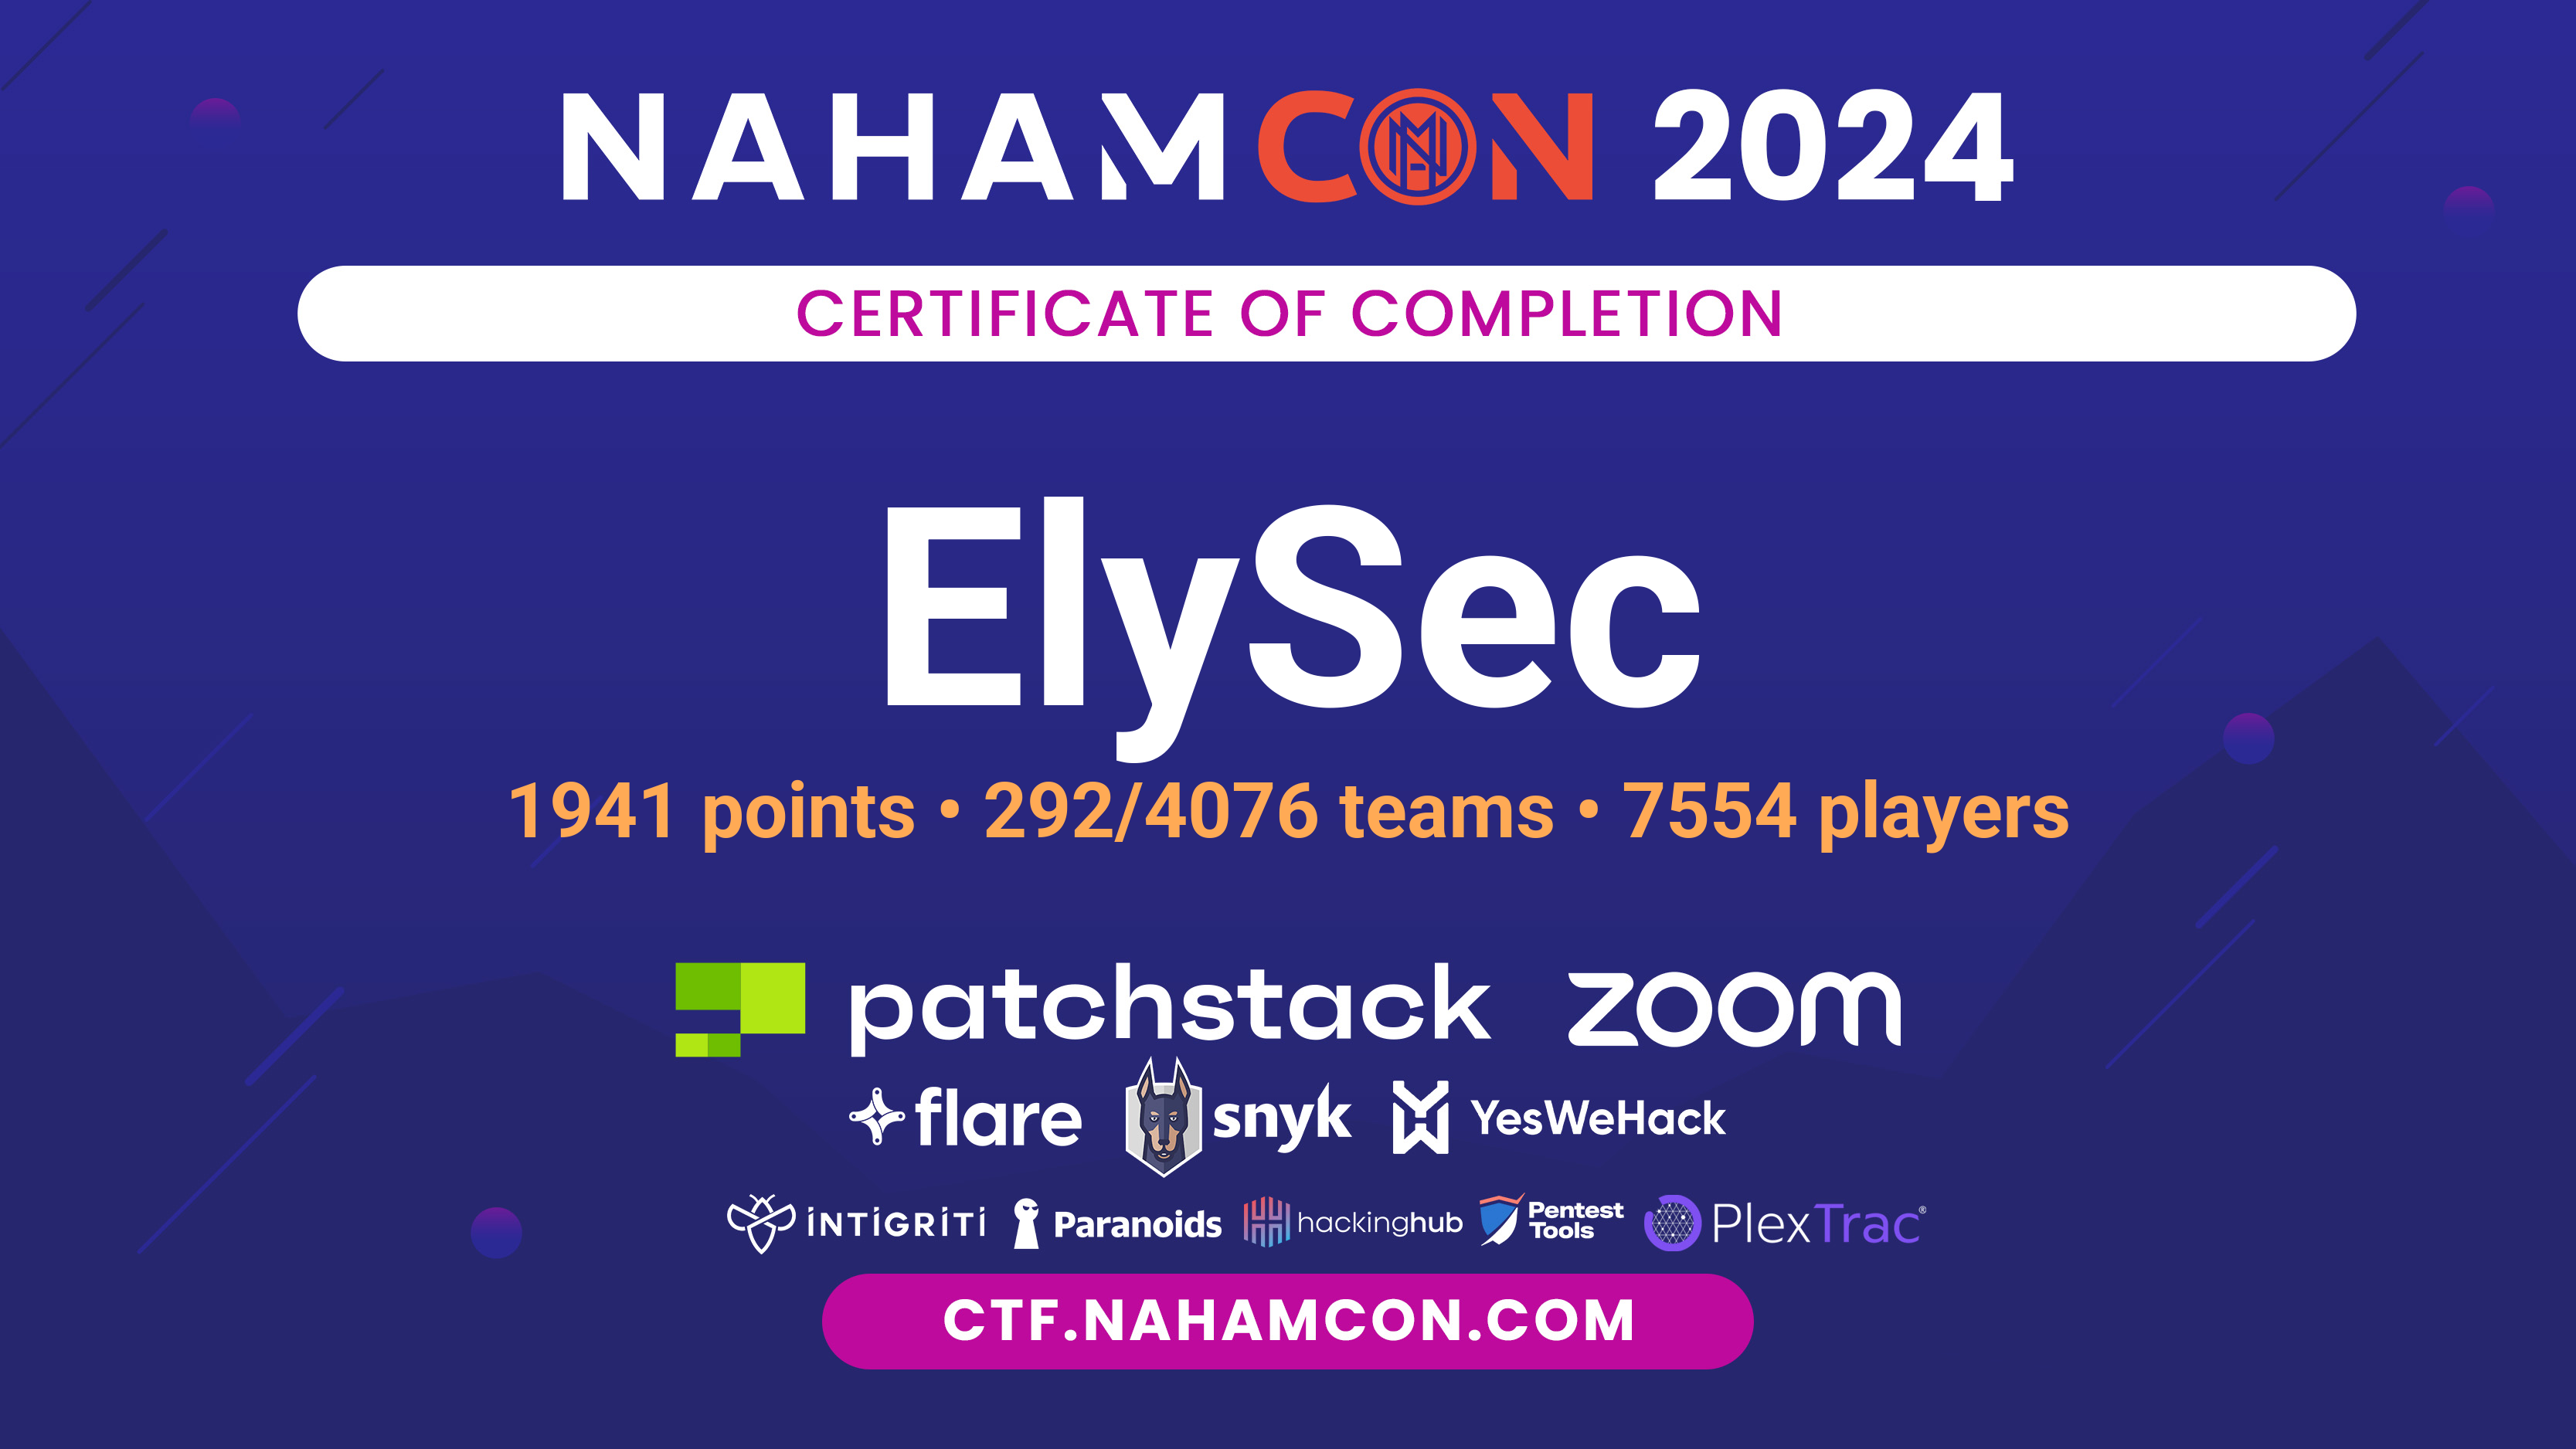 NAHAMCON 2024
CERTIFICATE OF COMPLETION
ElySec
1941 points • 292/4076 teams • 7554 players
patchstack zoom
flare snyk YesWeHack
INTIGRITI Paranoids hackinghub Pentest Tools PlexTrac®
CTF.NAHAMCON.COM